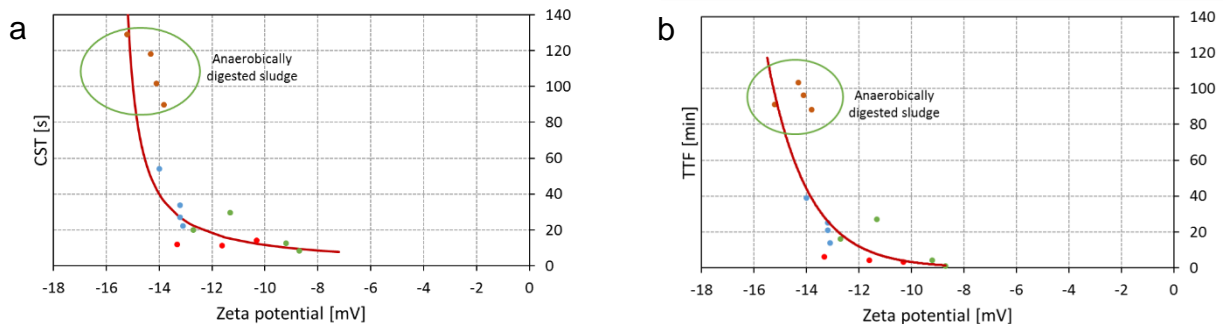 a
CST [s]
Anaerobically
digested sludge
140
120
100
80
60
40
20
0
-18 -16 -14 -12 -10 -8 -6 -4 -2 0
Zeta potential [mV]
b
TTF [min]
Anaerobically
digested sludge
140
120
100
80
60
40
20
0
-18 -16 -14 -12 -10 -8 -6 -4 -2 0
Zeta potential [mV]